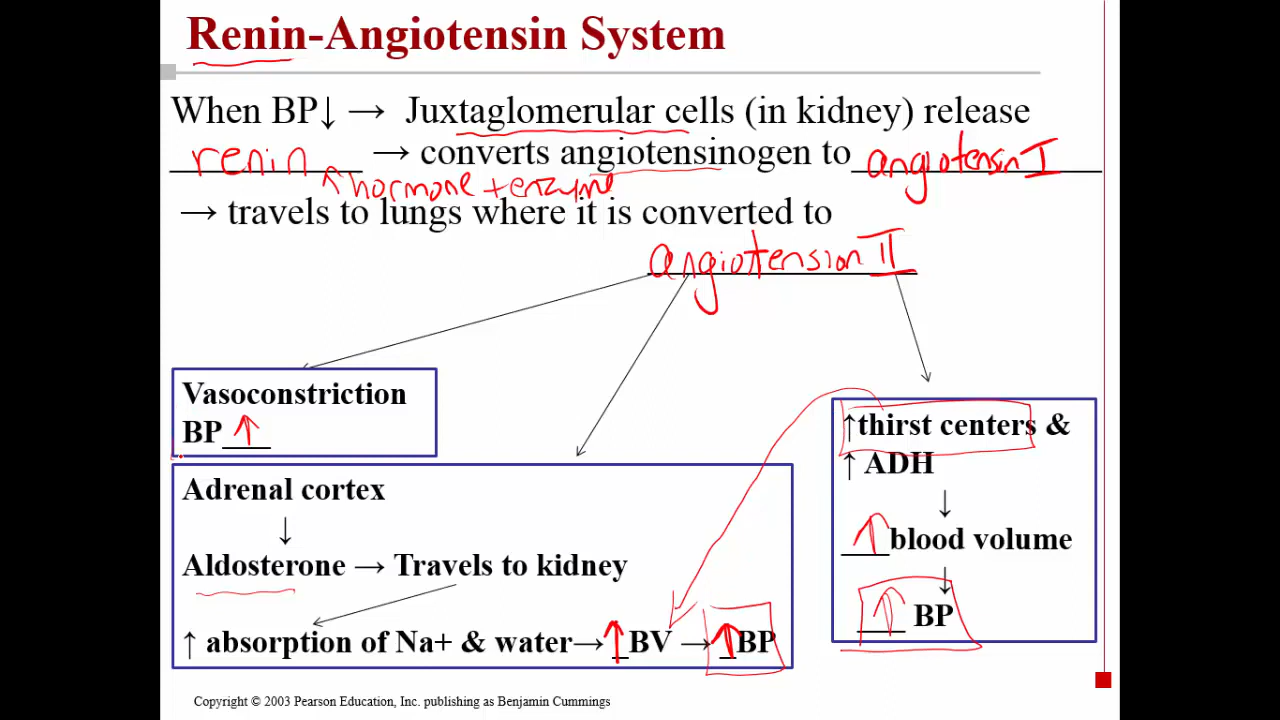 Renin-Angiotensin System
When BP↓ → Juxtaglomerular cells (in kidney) release
renin → converts angiotensinogen to angiotensin I
↑ hormone + enzyme
→ travels to lungs where it is converted to
angiotension II
Vasoconstriction
BP ↑
↑thirst centers &
↑ ADH
↓
↑ blood volume
↓
↑ BP
Adrenal cortex
↓
Aldosterone → Travels to kidney
↑ absorption of Na+ & water→ ↑BV → ↑BP
Copyright © 2003 Pearson Education, Inc. publishing as Benjamin Cummings